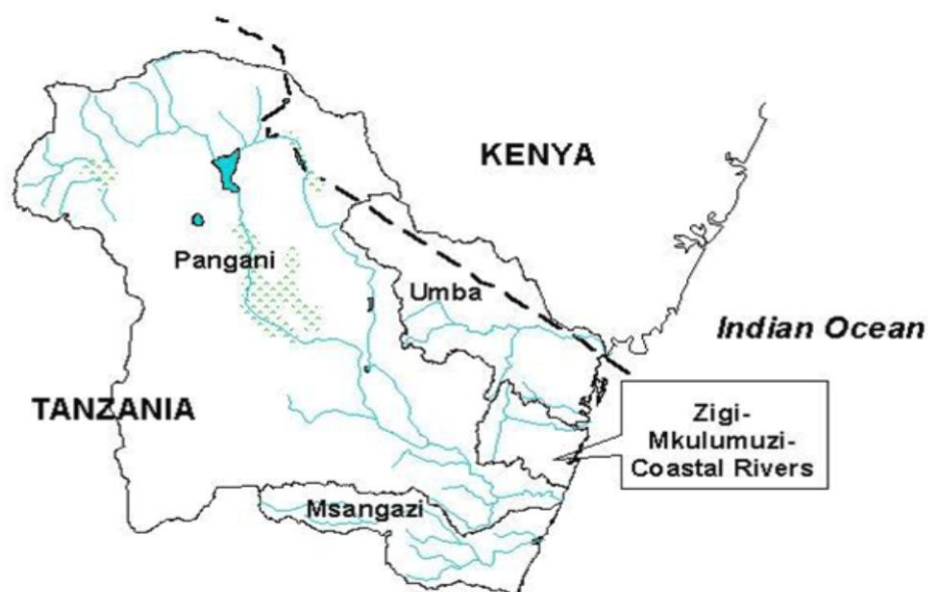 KENYA
Pangani
Umba
Indian Ocean
TANZANIA
Zigi-
Mkulumuzi-
Coastal Rivers
Msangazi